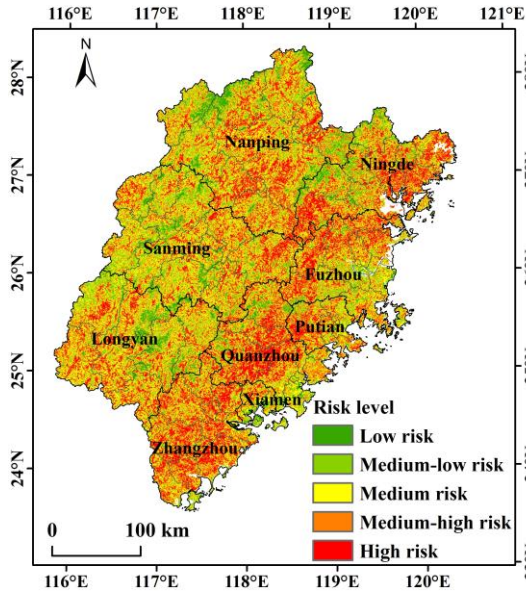 116°E 117°E 118°E 119°E 120°E 121°E
N
28°N
27°N
26°N
25°N
24°N
Nanping
Ningde
Sanming
Fuzhou
Longyan
Putian
Quanzhou
Xiamen
Zhangzhou
Risk level
Low risk
Medium-low risk
Medium risk
Medium-high risk
High risk
0 100 km
116°E 117°E 118°E 119°E 120°E